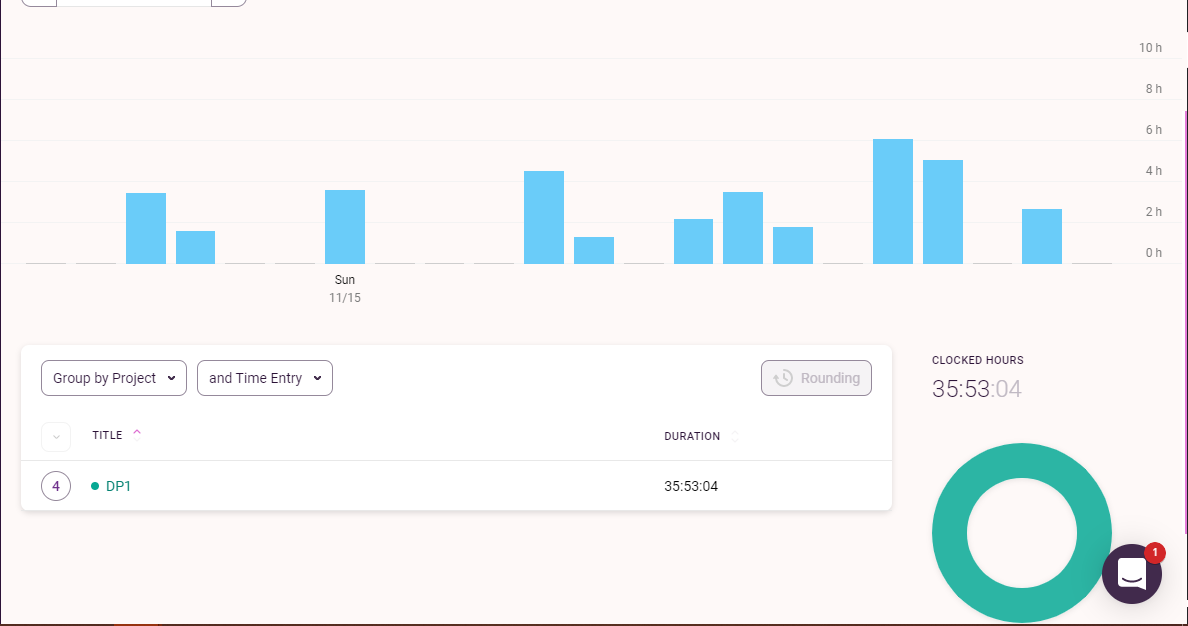 10 h
8 h
6 h
4 h
2 h
0 h
Sun
11/15
Group by Project
and Time Entry
Rounding
TITLE
DURATION
4
DP1
35:53:04
CLOCKED HOURS
35:53:04
1